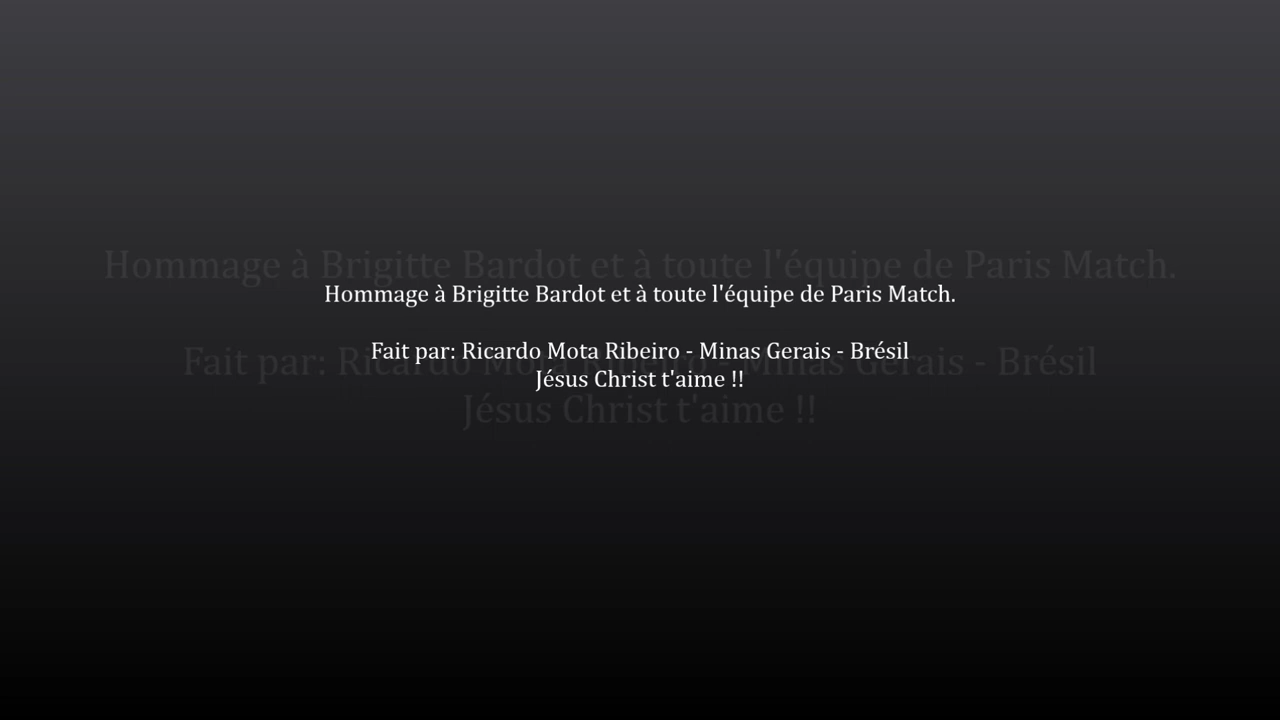 Hommage à Brigitte Bardot et à toute l'équipe de Paris Match.
Fait par: Ricardo Mota Ribeiro - Minas Gerais - Brésil
Jésus Christ t'aime !!